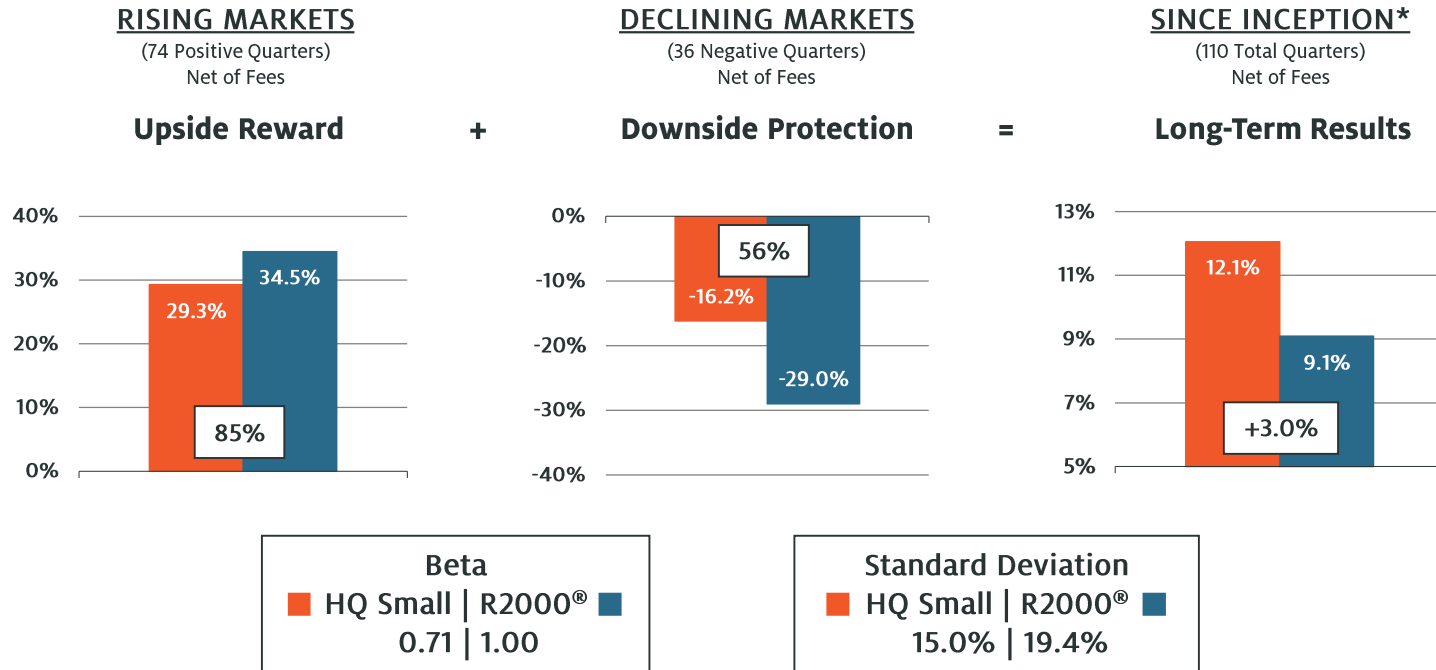 RISING MARKETS
(74 Positive Quarters)
Net of Fees
Upside Reward
+
DECLINING MARKETS
(36 Negative Quarters)
Net of Fees
Downside Protection
=
SINCE INCEPTION*
(110 Total Quarters)
Net of Fees
Long-Term Results
40%
30%
20%
10%
0%
29.3%
34.5%
85%
0%
-10%
-20%
-30%
-40%
56%
-16.2%
-29.0%
13%
11%
9%
7%
5%
12.1%
9.1%
+3.0%
Beta
HQ Small | R2000®
0.71 | 1.00
Standard Deviation
HQ Small | R2000®
15.0% | 19.4%